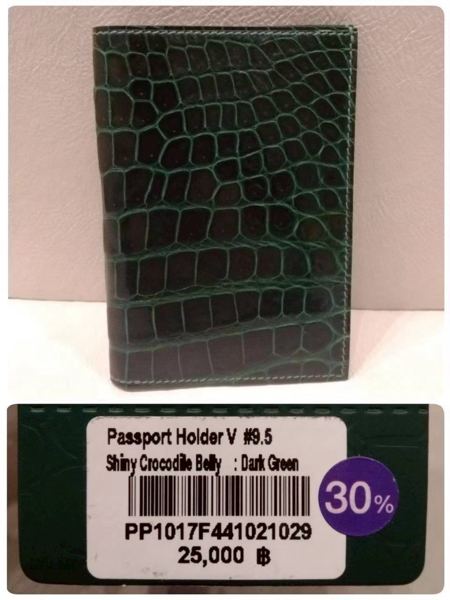 Passport Holder V #9.5
Shiny Crocodile Belly : Dark Green
30%
PP1017F441021029
25,000 ฿